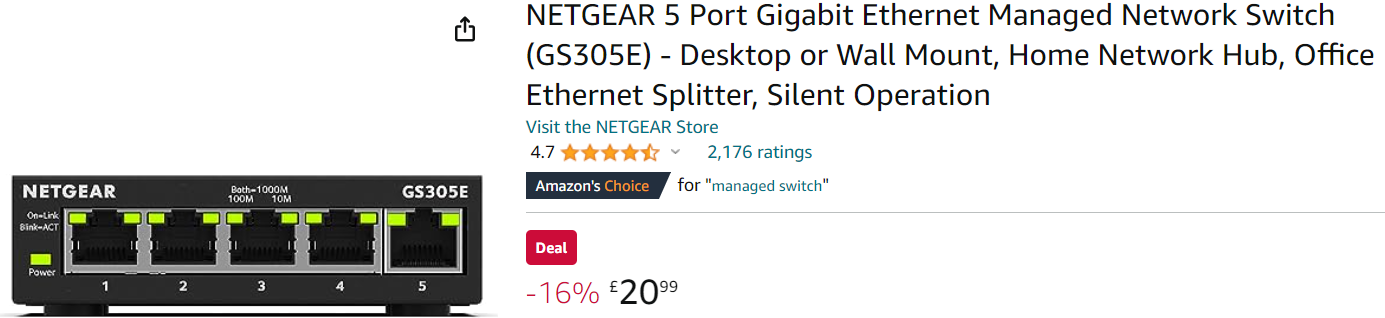 NETGEAR 5 Port Gigabit Ethernet Managed Network Switch
(GS305E) - Desktop or Wall Mount, Home Network Hub, Office
Ethernet Splitter, Silent Operation
Visit the NETGEAR Store
4.7 2,176 ratings
Amazon's Choice for "managed switch"
Deal
-16% £20⁹⁹
NETGEAR
Both=1000M
100M 10M
GS305E
On=Link
Blink=ACT
Power
1 2 3 4 5